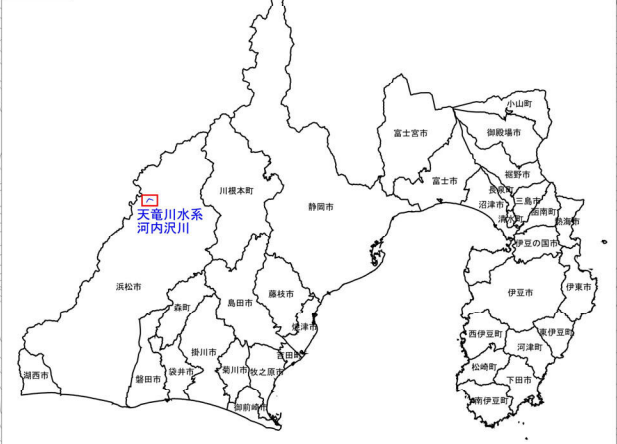 小山町
富士宮市
御殿場市
裾野市
富士市
川根本町
長泉町
三島市
沼津市
静岡市
函南町
清水町
熱海市
天竜川水系
河内沢川
伊豆の国市
浜松市
伊豆市
伊東市
藤枝市
島田市
森町
焼津市
西伊豆町
東伊豆町
河津町
掛川市
吉田町
松崎町
湖西市
磐田市
袋井市
菊川市
牧之原市
下田市
南伊豆町
御前崎市